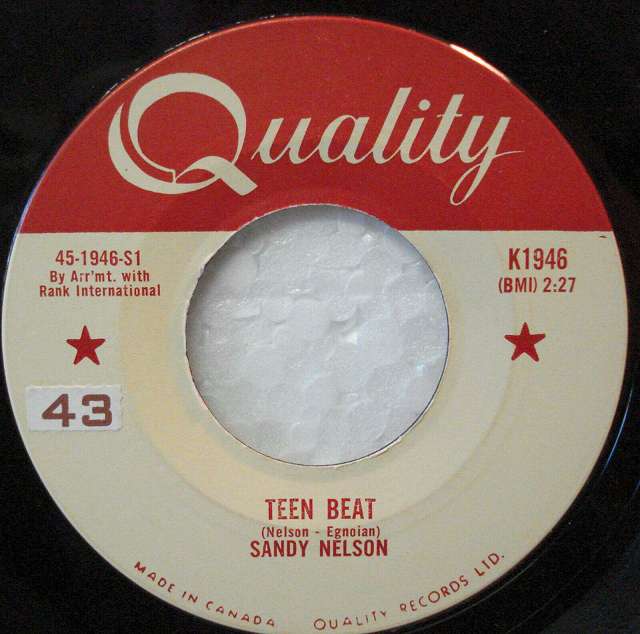 Quality
45-1946-S1
By Arr'mt. with
Rank International
K1946
(BMI) 2:27
43
TEEN BEAT
(Nelson - Egnoian)
SANDY NELSON
MADE IN CANADA QUALITY RECORDS LTD.